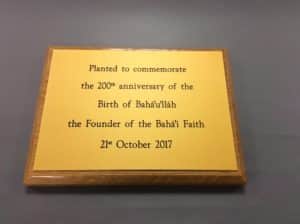 Planted to commemorate
the 200th anniversary of the
Birth of Bahá'u'lláh
the Founder of the Bahá'í Faith
21st October 2017